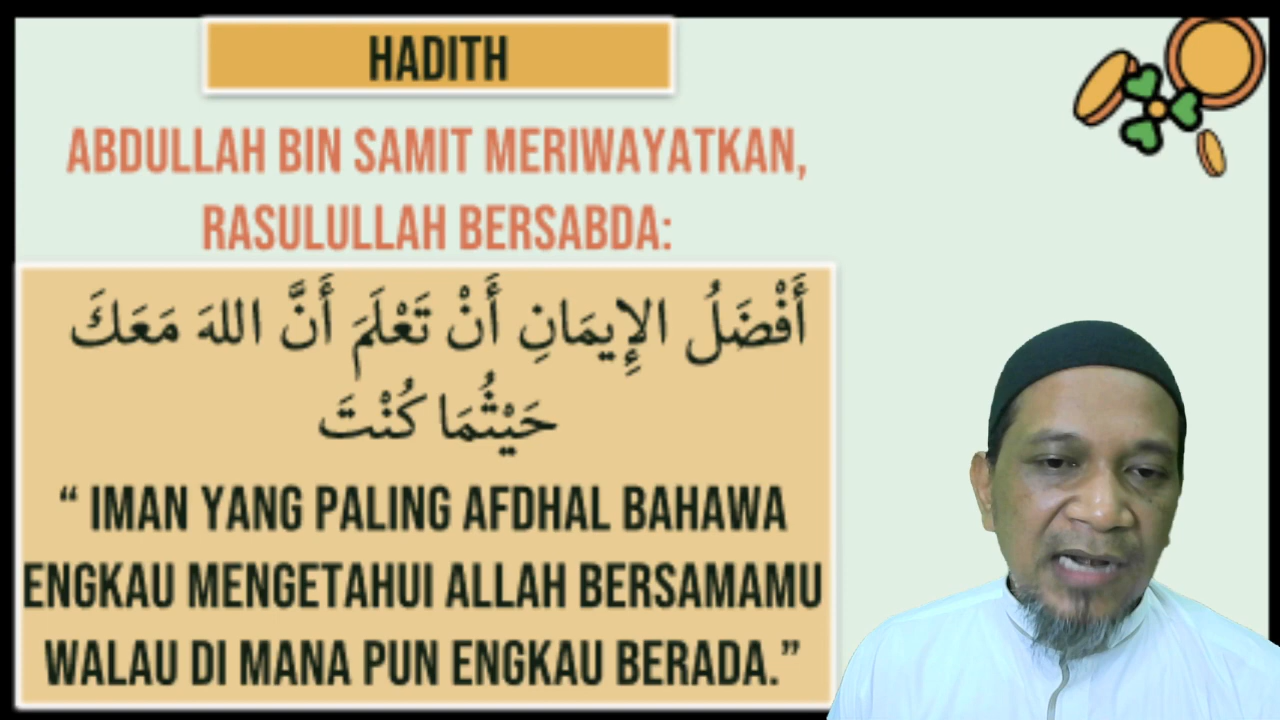 HADITH
ABDULLAH BIN SAMIT MERIWAYATKAN,
RASULULLAH BERSABDA:
أَفْضَلُ الإِيمَانِ أَنْ تَعْلَمَ أَنَّ اللهَ مَعَكَ
حَيْثُمَا كُنْتَ
“ IMAN YANG PALING AFDHAL BAHAWA
ENGKAU MENGETAHUI ALLAH BERSAMAMU
WALAU DI MANA PUN ENGKAU BERADA.”